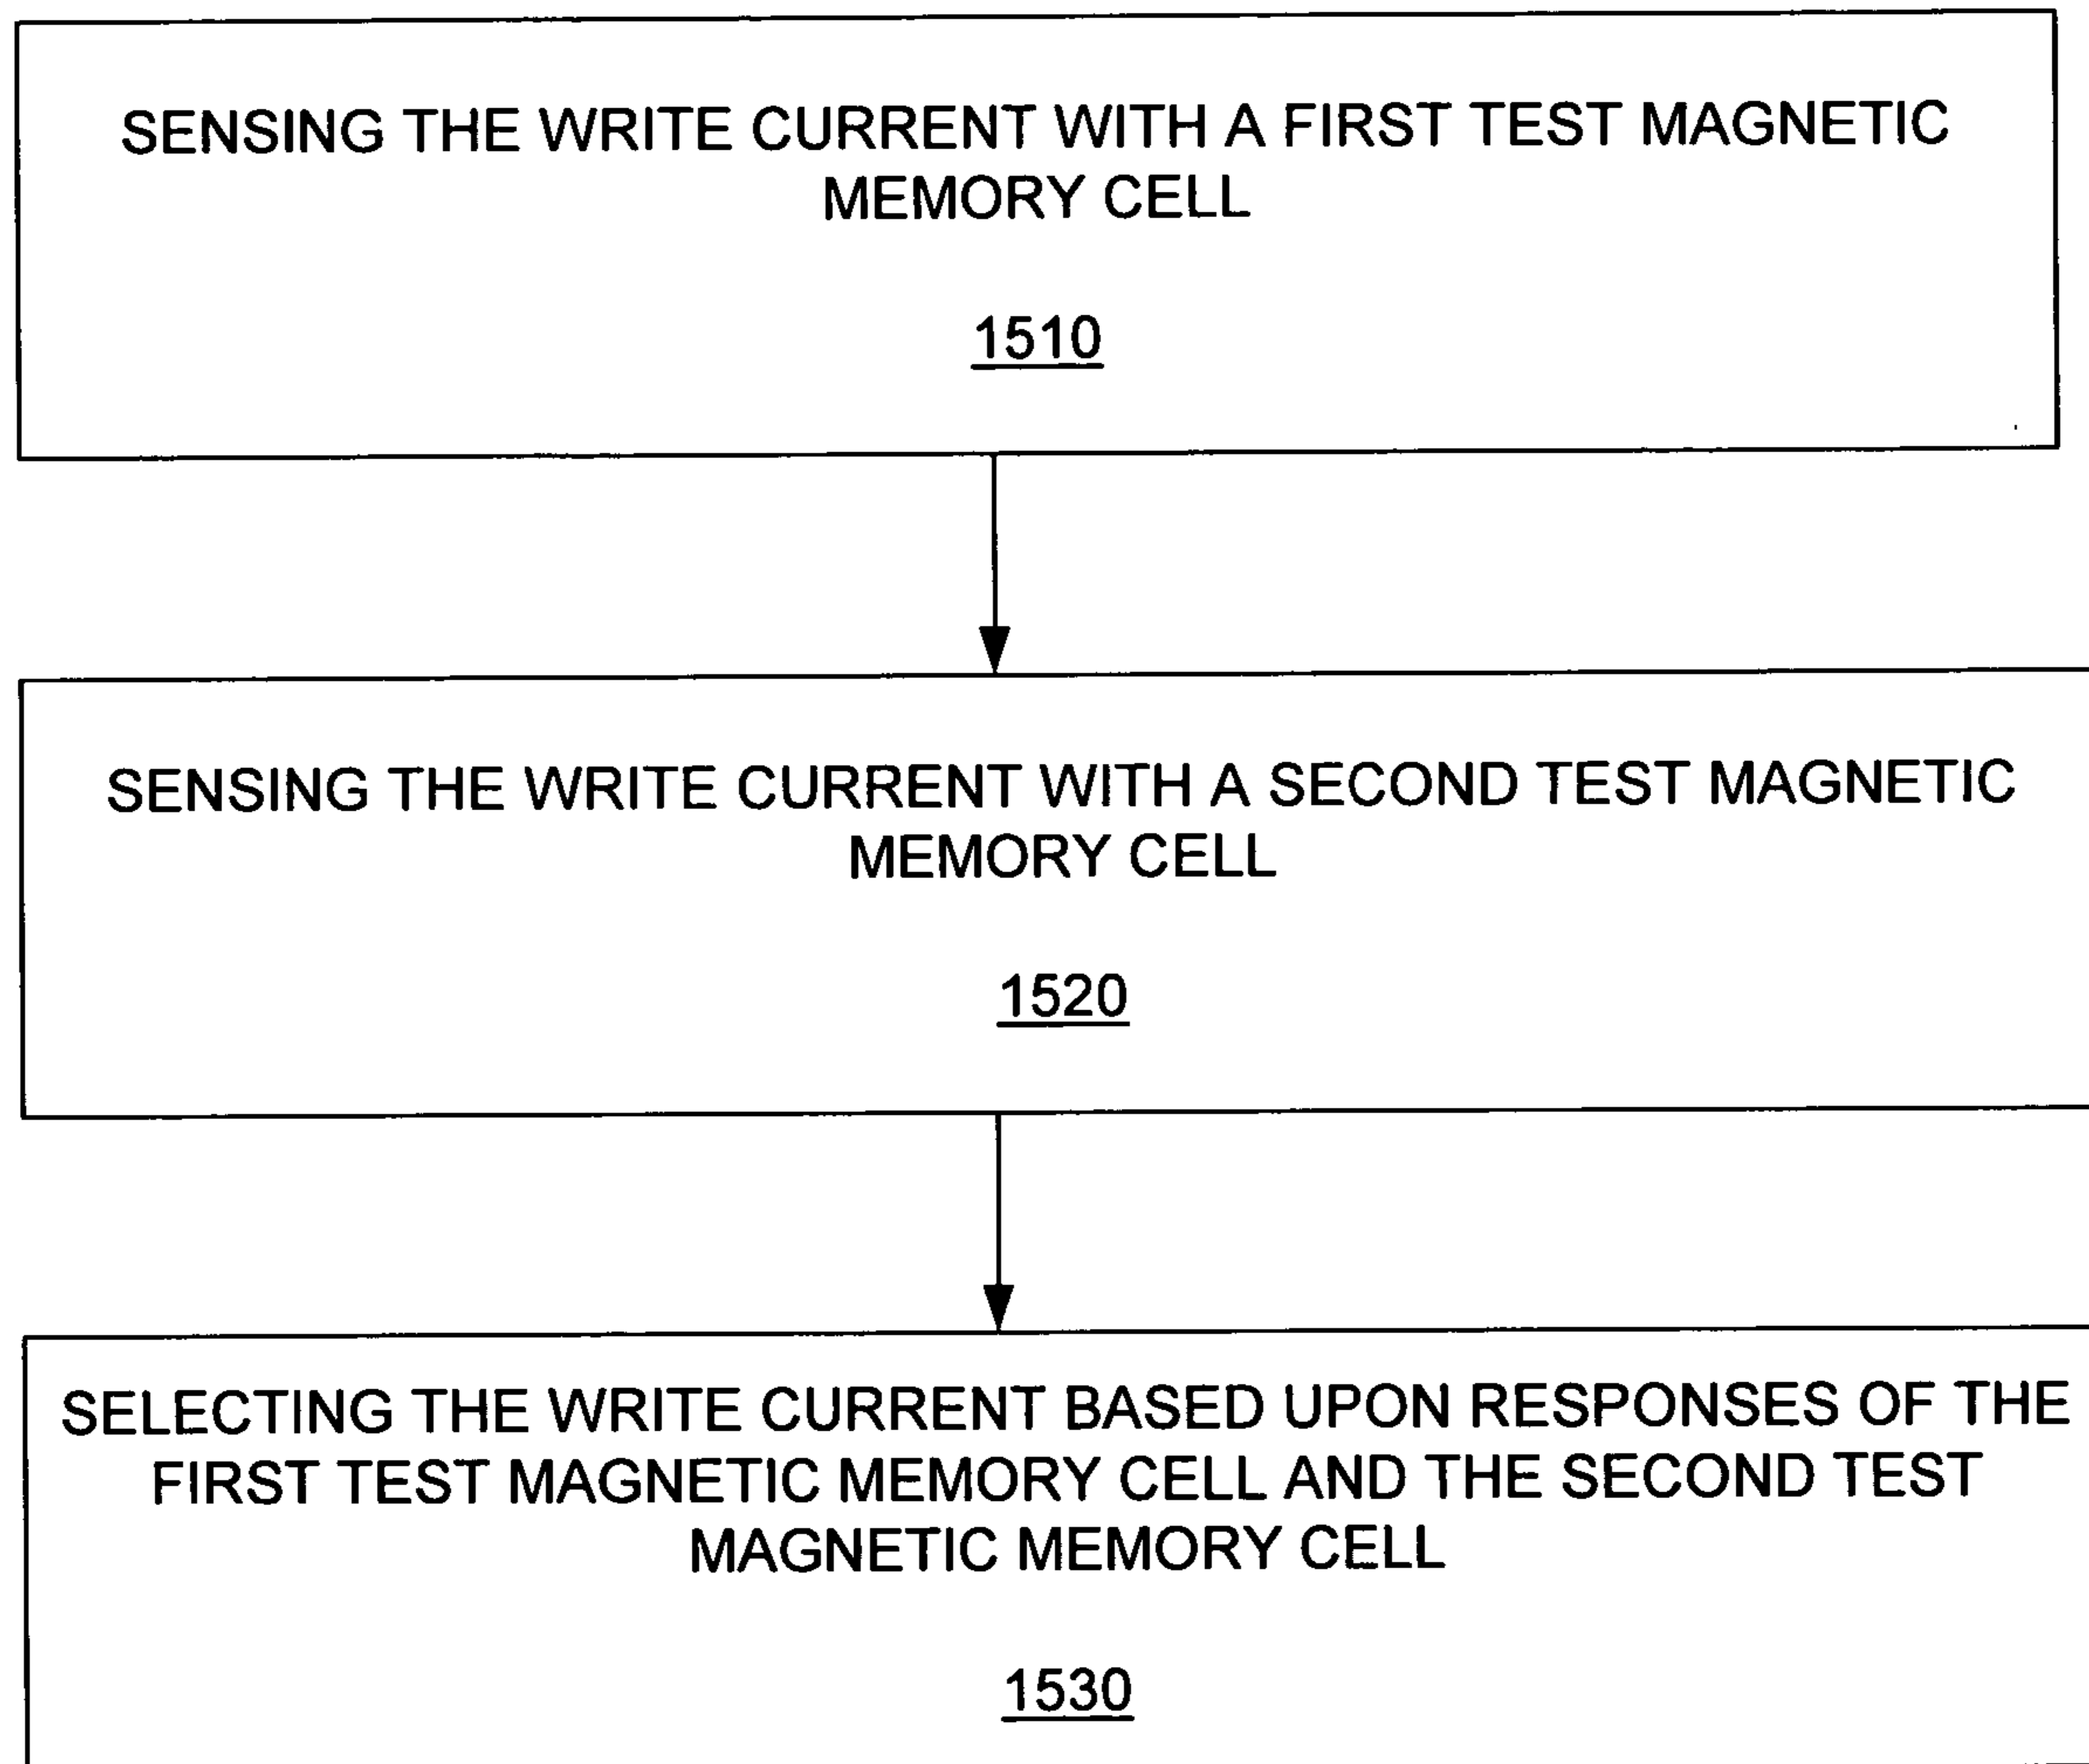 SENSING THE WRITE CURRENT WITH A FIRST TEST MAGNETIC
MEMORY CELL
1510
SENSING THE WRITE CURRENT WITH A SECOND TEST MAGNETIC
MEMORY CELL
1520
SELECTING THE WRITE CURRENT BASED UPON RESPONSES OF THE
FIRST TEST MAGNETIC MEMORY CELL AND THE SECOND TEST
MAGNETIC MEMORY CELL
1530